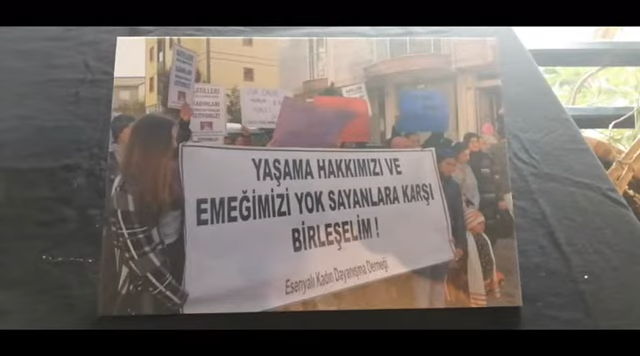 YAŞAMA HAKKIMIZI VE
EMEĞİMİZİ YOK SAYANLARA KARŞI
BİRLEŞELİM !
Esenyalı Kadın Dayanışma Derneği